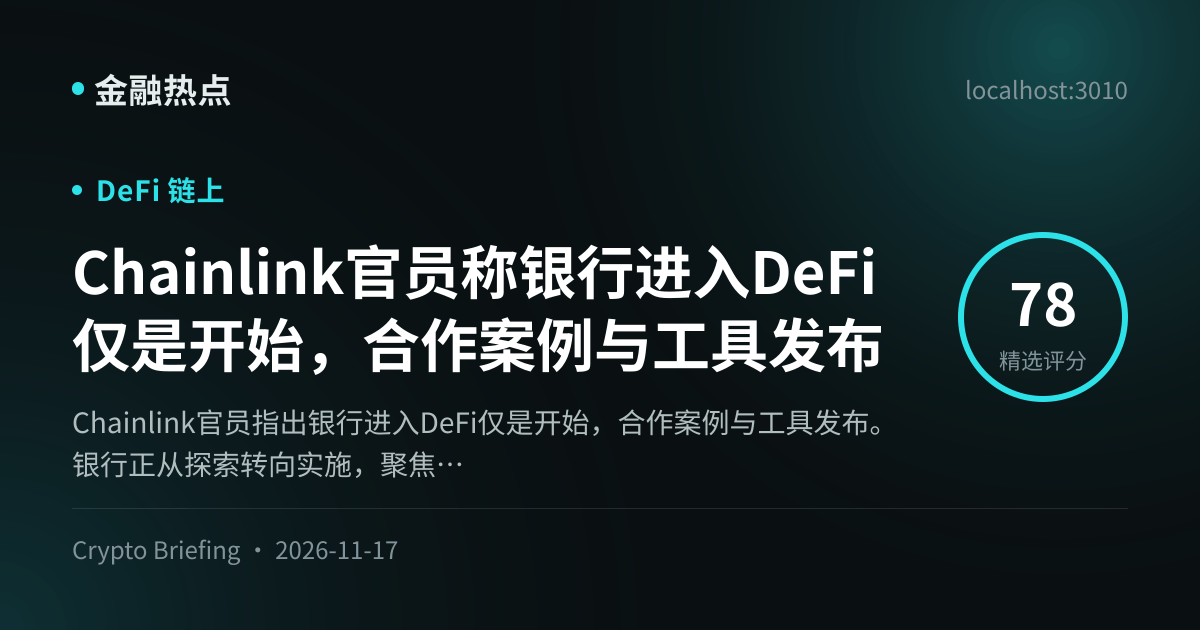 金融热点
localhost:3010
DeFi 链上
Chainlink官员称银行进入DeFi
仅是开始，合作案例与工具发布
78
精选评分
Chainlink官员指出银行进入DeFi仅是开始，合作案例与工具发布。
银行正从探索转向实施，聚焦…
Crypto Briefing · 2026-11-17